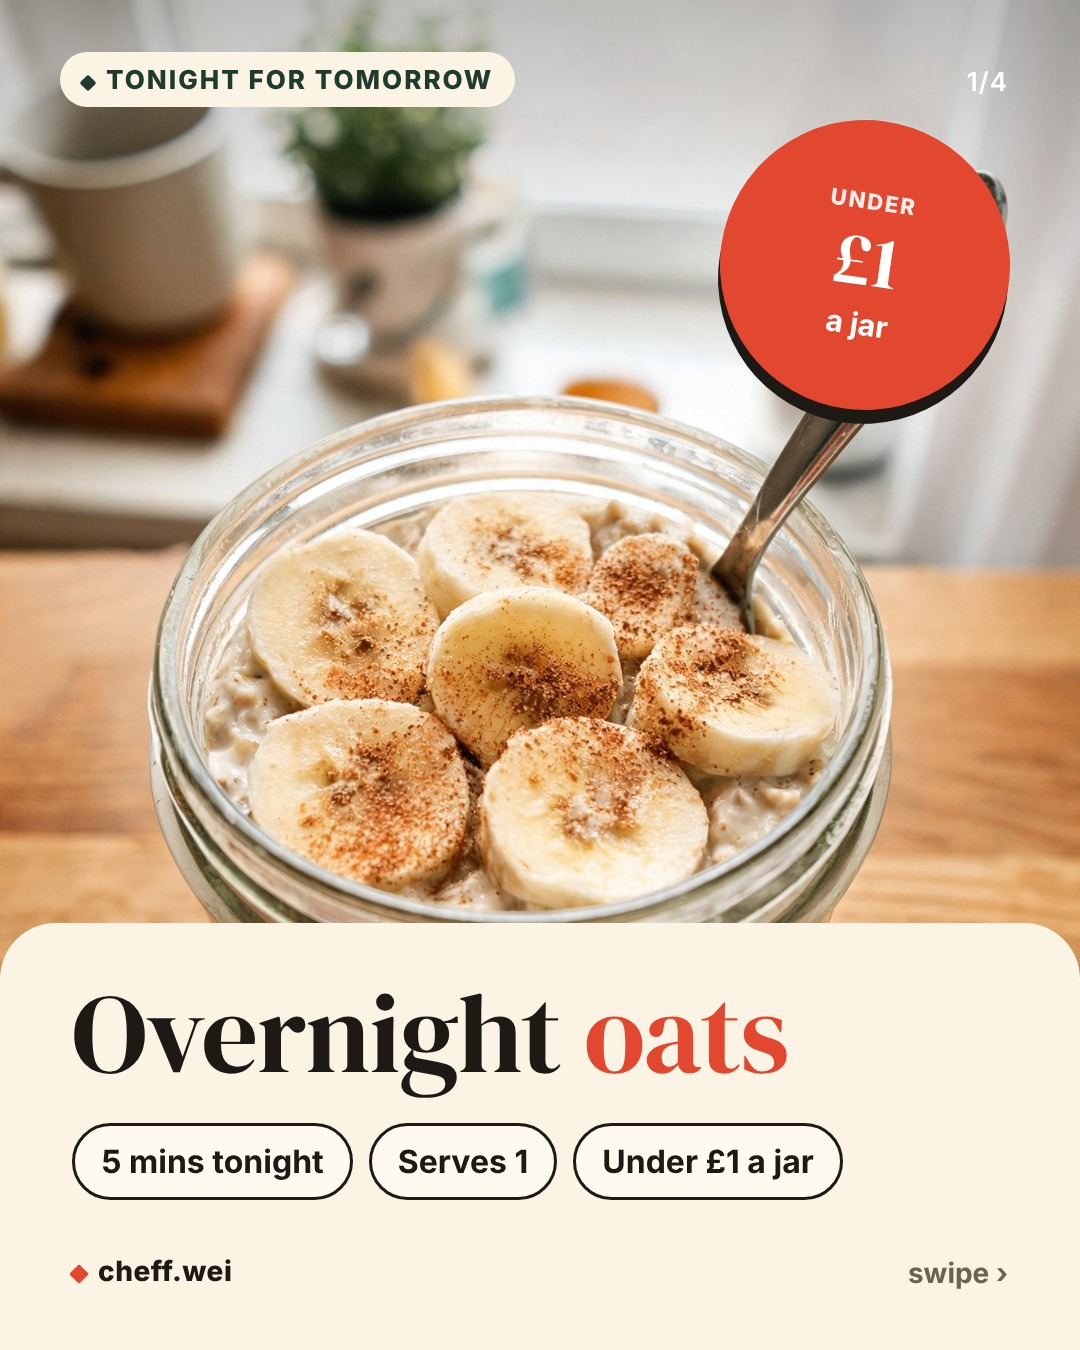 ◆ TONIGHT FOR TOMORROW
1/4
UNDER
£1
a jar
Overnight oats
5 mins tonight
Serves 1
Under £1 a jar
◆ cheff.wei
swipe ›